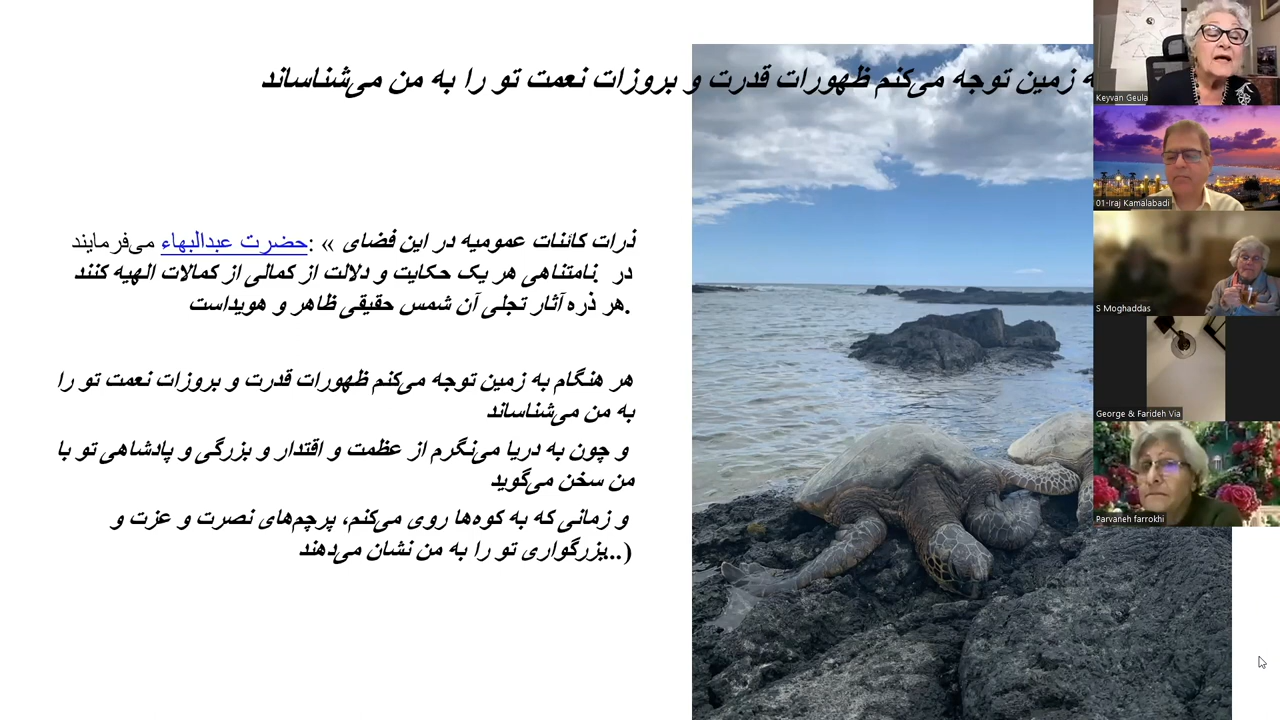 ه زمین توجه می‌کنم ظهورات قدرت و بروزات نعمت تو را به من می‌شناساند
ذرات کائنات عمومیه در این فضای » :حضرت عبدالبهاء می‌فرمایند
در .نامتناهی هر یک حکایت و دلالت از کمالی از کمالات الهیه کنند
.هر ذره آثار تجلی آن شمس حقیقی ظاهر و هویداست
هر هنگام به زمین توجه می‌کنم ظهورات قدرت و بروزات نعمت تو را
به من می‌شناساند
و چون به دریا می‌نگرم از عظمت و اقتدار و بزرگی و پادشاهی تو با
من سخن می‌گوید
و زمانی که به کوه‌ها روی می‌کنم، پرچم‌های نصرت و عزت و
(...بزرگواری تو را به من نشان می‌دهند
Keyvan Geula
01-Iraj Kamalabadi
S Moghaddas
George & Farideh Via
Parvaneh farrokhi